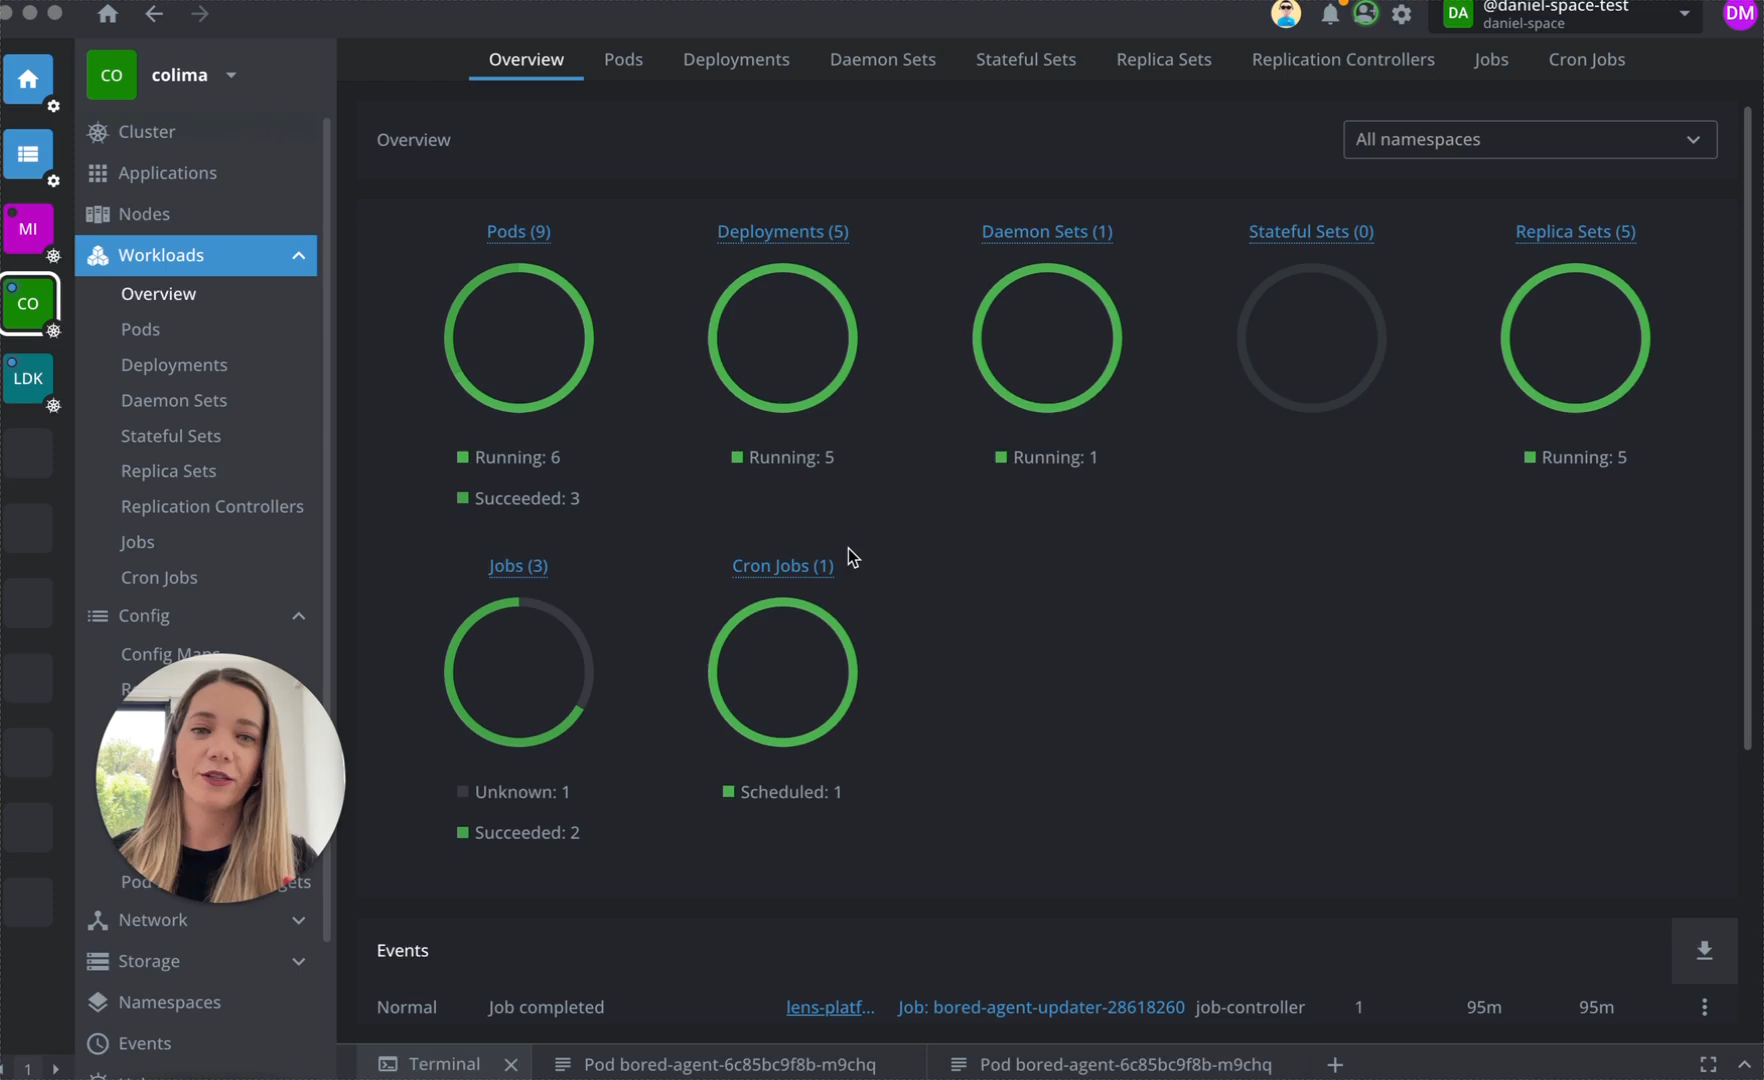 @daniel-space-test
DA
daniel-space
DM
CO
colima
Overview
Pods
Deployments
Daemon Sets
Stateful Sets
Replica Sets
Replication Controllers
Jobs
Cron Jobs
Cluster
Applications
Nodes
Workloads
Overview
Pods
Deployments
Daemon Sets
Stateful Sets
Replica Sets
Replication Controllers
Jobs
Cron Jobs
Config
Config Maps
Pod
gets
Network
Storage
Namespaces
Events
MI
CO
LDK
1
Overview
All namespaces
Pods (9)
Running: 6
Succeeded: 3
Deployments (5)
Running: 5
Daemon Sets (1)
Running: 1
Stateful Sets (0)
Replica Sets (5)
Running: 5
Jobs (3)
Unknown: 1
Succeeded: 2
Cron Jobs (1)
Scheduled: 1
Events
Normal Job completed lens-platf... Job: bored-agent-updater-28618260 job-controller 1 95m 95m
Terminal
Pod bored-agent-6c85bc9f8b-m9chq
Pod bored-agent-6c85bc9f8b-m9chq